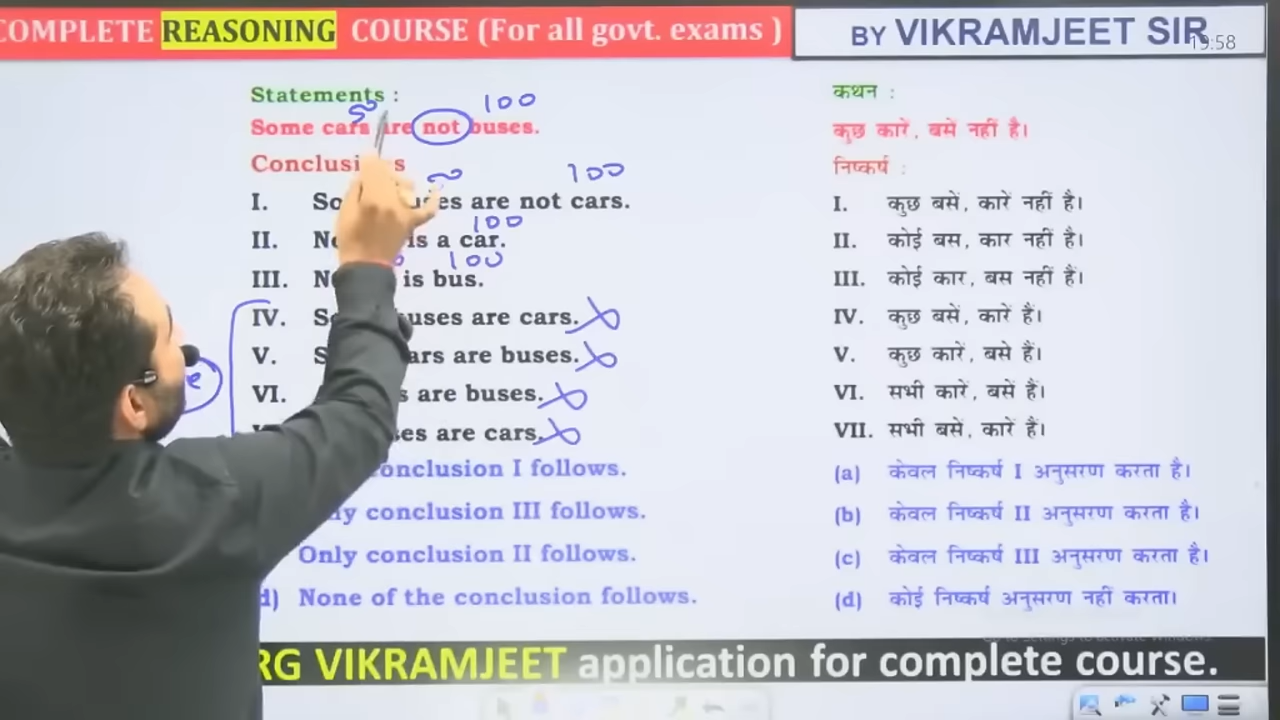 COMPLETE REASONING COURSE (For all govt. exams )
BY VIKRAMJEET SIR
19:58
Statements :
100
Some cars are not buses.
Conclusions
100
I. So es are not cars.
100
II. No is a car.
100
III. N is bus.
IV. S uses are cars.
V. S ars are buses.
e
VI. s are buses.
es are cars.
onclusion I follows.
ly conclusion III follows.
Only conclusion II follows.
d) None of the conclusion follows.
कथन :
कुछ कारें, बसें नहीं है।
निष्कर्ष :
I. कुछ बसें, कारें नहीं है।
II. कोई बस, कार नहीं है।
III. कोई कार, बस नहीं है।
IV. कुछ बसें, कारें हैं।
V. कुछ कारें, बसे हैं।
VI. सभी कारें, बसें हैं।
VII. सभी बसें, कारें हैं।
(a) केवल निष्कर्ष I अनुसरण करता है।
(b) केवल निष्कर्ष II अनुसरण करता है।
(c) केवल निष्कर्ष III अनुसरण करता है।
(d) कोई निष्कर्ष अनुसरण नहीं करता।
RG VIKRAMJEET application for complete course.